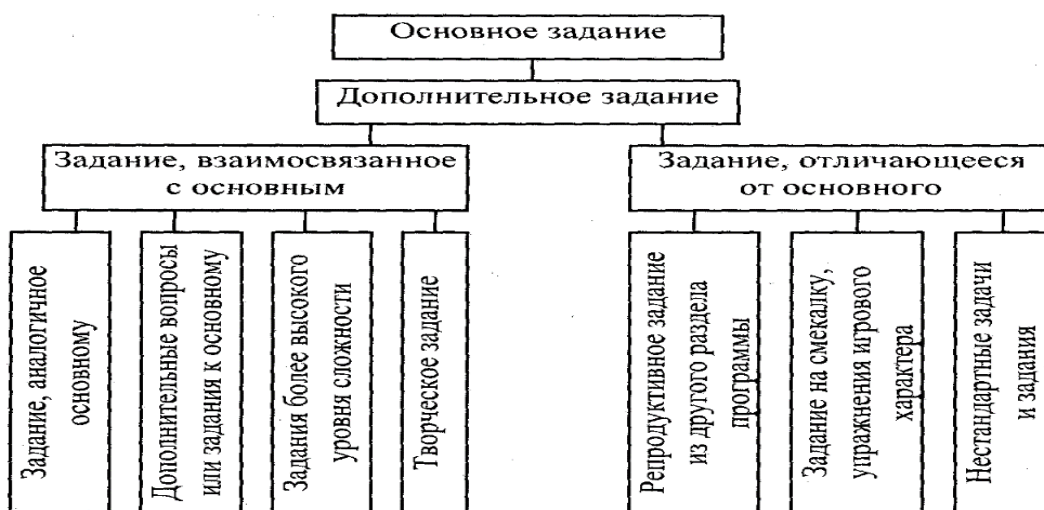 Основное задание
Дополнительное задание
Задание, взаимосвязанное
с основным
Задание, отличающееся
от основного
Задание, аналогичное
основному
Дополнительные вопросы
или задания к основному
Задания более высокого
уровня сложности
Творческое задание
Репродуктивное задание
из другого раздела
программы
Задание на смекалку,
упражнения игрового
характера
Нестандартные задачи
и задания